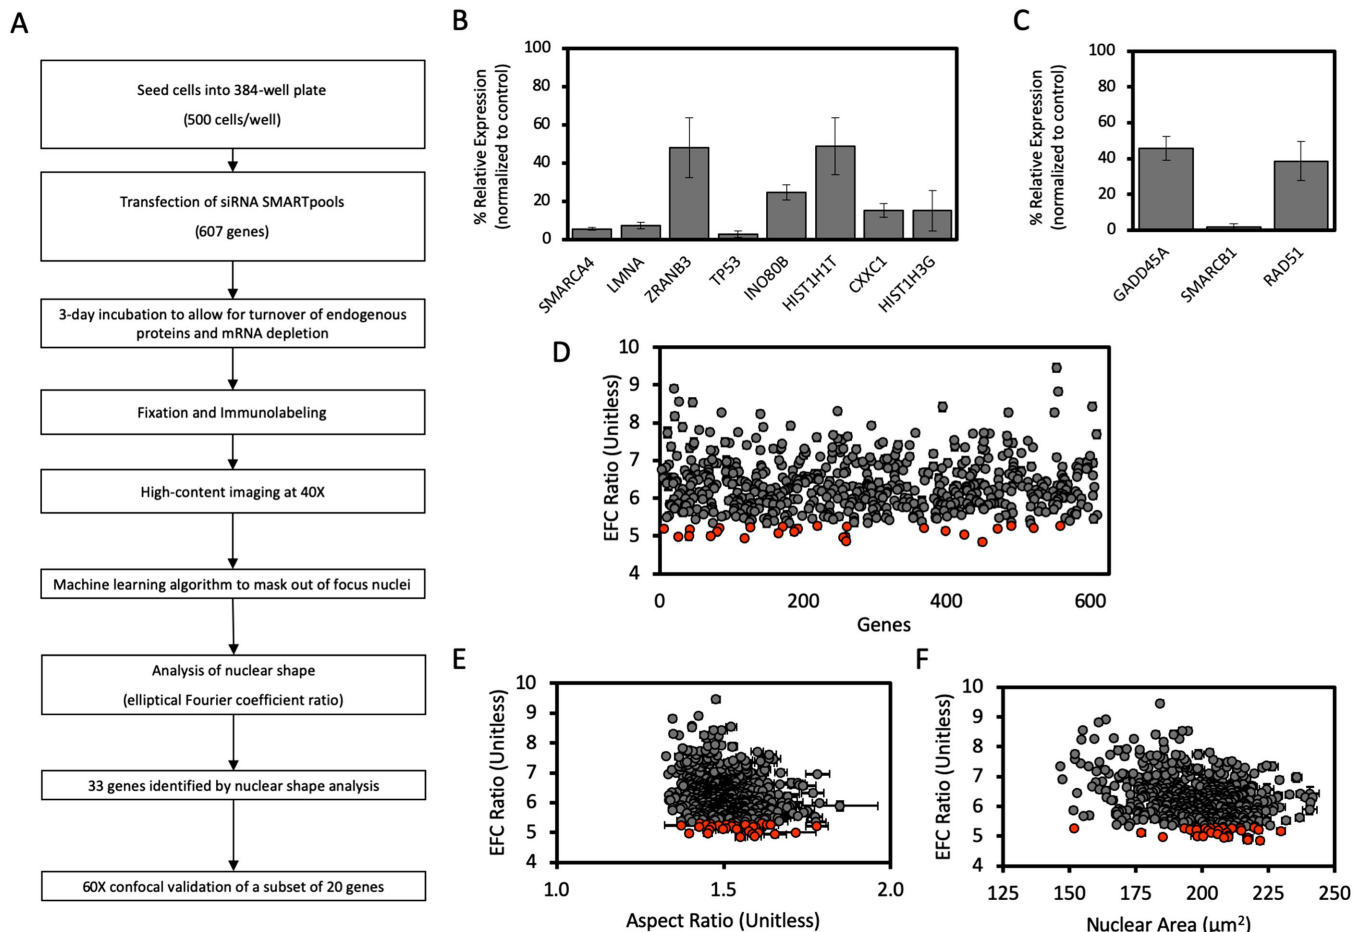 A
Seed cells into 384-well plate
(500 cells/well)
Transfection of siRNA SMARTpools
(607 genes)
3-day incubation to allow for turnover of endogenous
proteins and mRNA depletion
Fixation and Immunolabeling
High-content imaging at 40X
Machine learning algorithm to mask out of focus nuclei
Analysis of nuclear shape
(elliptical Fourier coefficient ratio)
33 genes identified by nuclear shape analysis
60X confocal validation of a subset of 20 genes
B
% Relative Expression
(normalized to control)
100
80
60
40
20
0
SMARCA4
LMNA
ZRANB3
TP53
INO80B
HIST1H1T
CXXC1
HIST1H3G
C
% Relative Expression
(normalized to control)
100
80
60
40
20
0
GADD45A
SMARCB1
RAD51
D
EFC Ratio (Unitless)
10
9
8
7
6
5
4
0
200
400
600
Genes
E
EFC Ratio (Unitless)
10
9
8
7
6
5
4
1.0
1.5
2.0
Aspect Ratio (Unitless)
F
EFC Ratio (Unitless)
10
9
8
7
6
5
4
125
150
175
200
225
250
Nuclear Area (μm²)